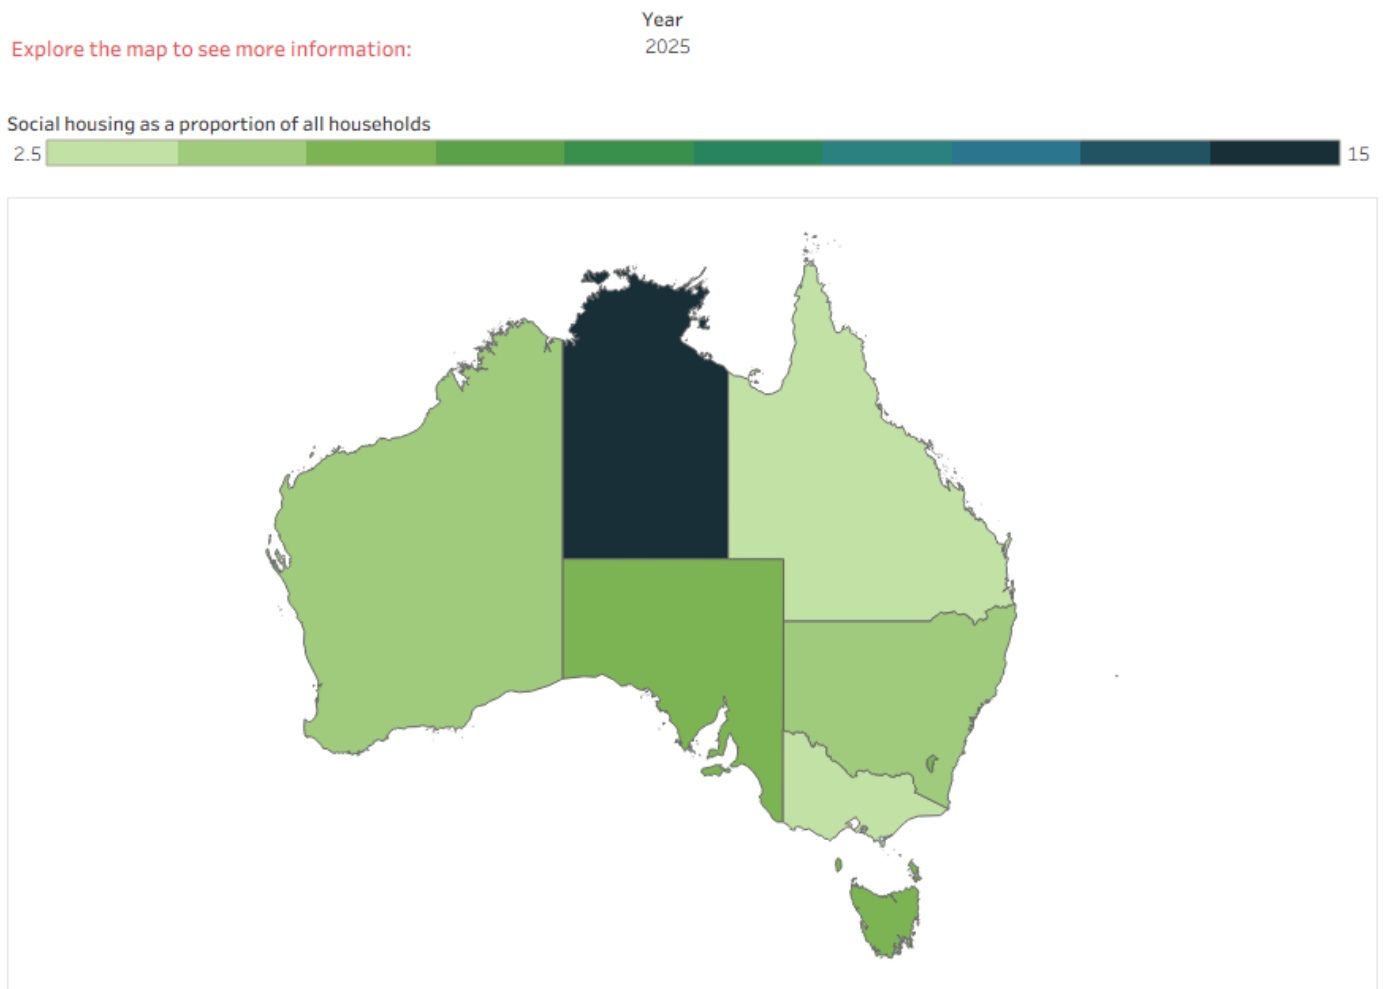 Year
2025
Explore the map to see more information:
Social housing as a proportion of all households
2.5 15